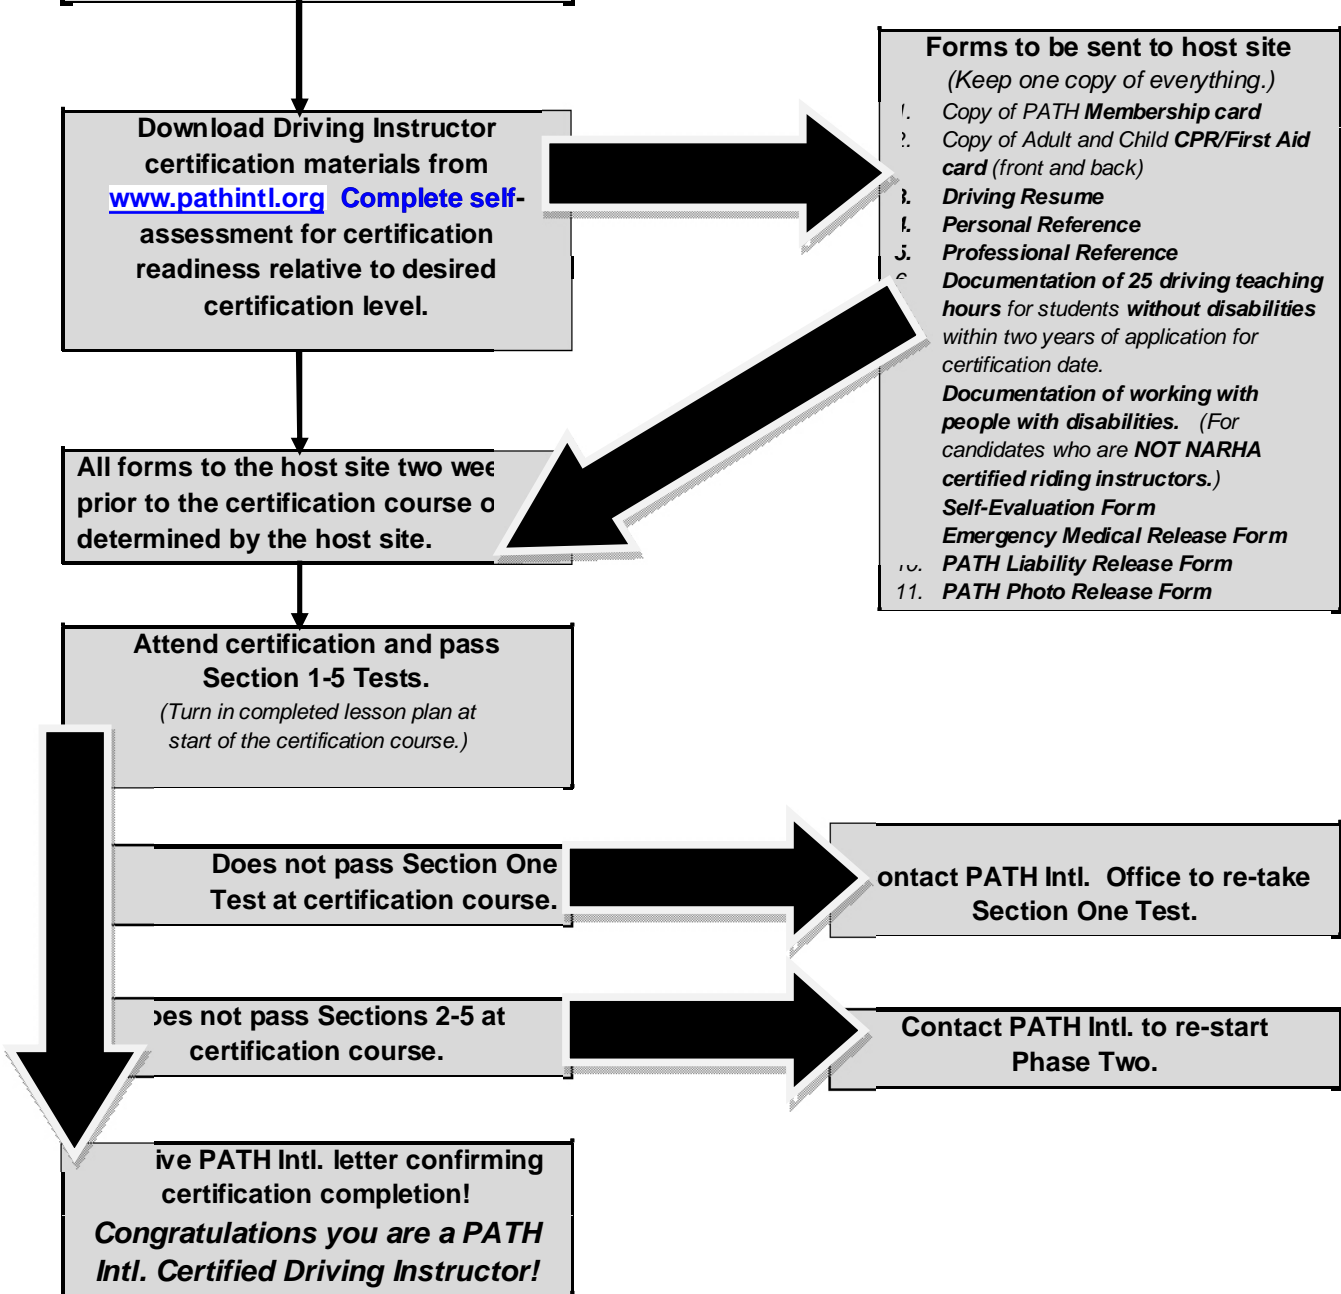 Download Driving Instructor
certification materials from
www.pathintl.org Complete self-
assessment for certification
readiness relative to desired
certification level.
Forms to be sent to host site
(Keep one copy of everything.)
Copy of PATH Membership card
Copy of Adult and Child CPR/First Aid
card (front and back)
Driving Resume
Personal Reference
5. Professional Reference
Documentation of 25 driving teaching
hours for students without disabilities
within two years of application for
certification date.
Documentation of working with
people with disabilities. (For
candidates who are NOT NARHA
certified riding instructors.)
Self-Evaluation Form
Emergency Medical Release Form
PATH Liability Release Form
11. PATH Photo Release Form
All forms to the host site two
prior to the certification course
determined by the host site.
Attend certification and pass
Section 1-5 Tests.
(Turn in completed lesson plan at
start of the certification course.)
Does not pass Section One
Test at certification course.
PATH Intl. Office to re-take
Section One Test.
not pass Sections 2-5 at
certification course.
Contact PATH Intl. to re-start
Phase Two.
PATH Intl. letter confirming
certification completion!
Congratulations you are a PATH
Intl. Certified Driving Instructor!